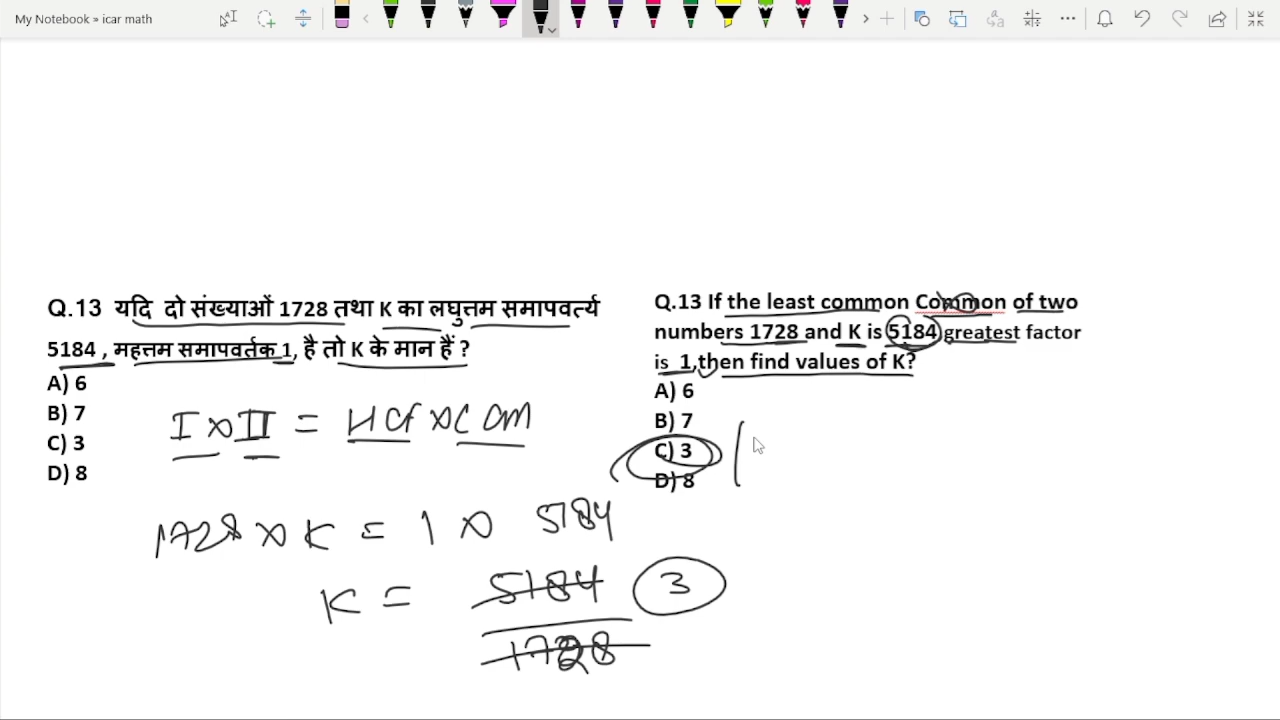 My Notebook » icar math
Q.13 यदि दो संख्याओं 1728 तथा K का लघुत्तम समापवर्त्य
5184 , महत्तम समापवर्तक 1, है तो K के मान हैं ?
A) 6
B) 7
C) 3
D) 8
I × II = HCF × LCM
1728 × K = 1 × 5184
K = 5184 3
1728
Q.13 If the least common Common of two
numbers 1728 and K is 5184 greatest factor
is 1,then find values of K?
A) 6
B) 7
C) 3
D) 8